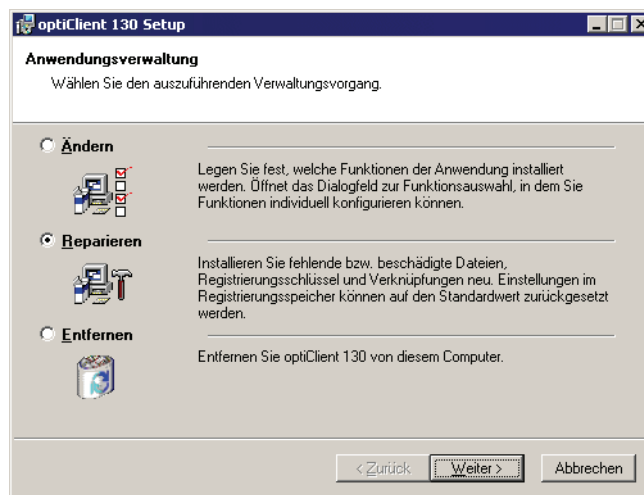 optiClient 130 Setup
Anwendungsverwaltung
Wählen Sie den auszuführenden Verwaltungsvorgang.
Ändern
Legen Sie fest, welche Funktionen der Anwendung installiert
werden. Öffnet das Dialogfeld zur Funktionsauswahl, in dem Sie
Funktionen individuell konfigurieren können.
Reparieren
Installieren Sie fehlende bzw. beschädigte Dateien,
Registrierungsschlüssel und Verknüpfungen neu. Einstellungen im
Registrierungsspeicher können auf den Standardwert zurückgesetzt
werden.
Entfernen
Entfernen Sie optiClient 130 von diesem Computer.
< Zurück
Weiter >
Abbrechen